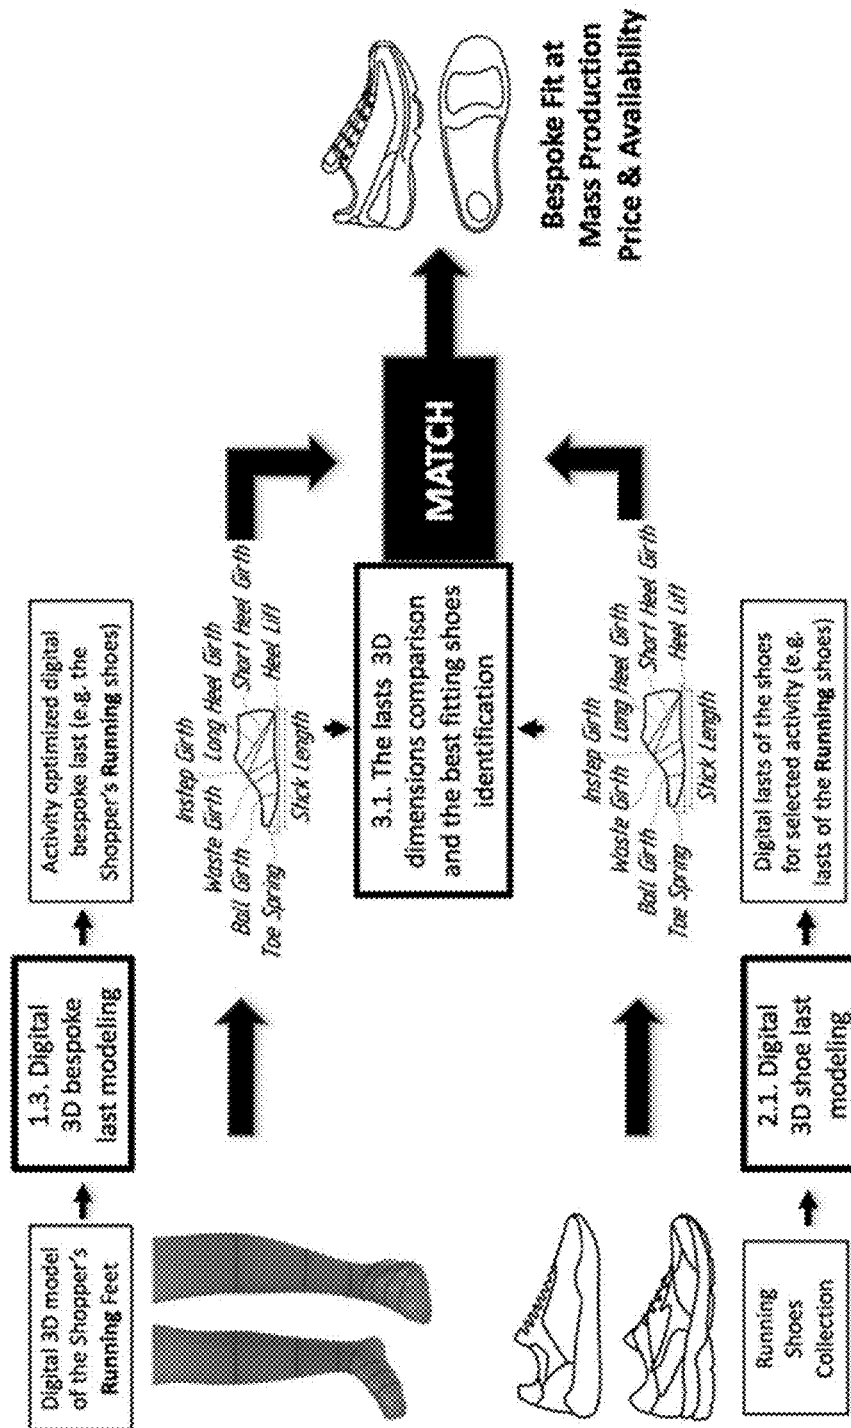 Digital 3D model
of the Shopper's
Running Feet
1.3. Digital
3D bespoke
last modeling
Activity optimized digital
bespoke last (e.g. the
Shopper's Running shoes)
Instep Girth
Waste Girth
Long Heel Girth
Ball Girth
Short Heel Girth
Toe Spring
Heel Lift
Stick Length
3.1. The lasts 3D
dimensions comparison
and the best fitting shoes
identification
MATCH
Bespoke Fit at
Mass Production
Price & Availability
Instep Girth
Waste Girth
Long Heel Girth
Ball Girth
Short Heel Girth
Toe Spring
Heel Lift
Stick Length
Running
Shoes
Collection
2.1. Digital
3D shoe last
modeling
Digital lasts of the shoes
for selected activity (e.g.
lasts of the Running shoes)